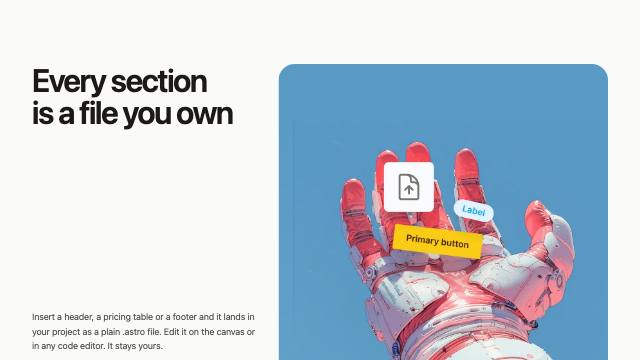 Every section
is a file you own
Label
Primary button
Insert a header, a pricing table or a footer and it lands in
your project as a plain .astro file. Edit it on the canvas or
in any code editor. It stays yours.